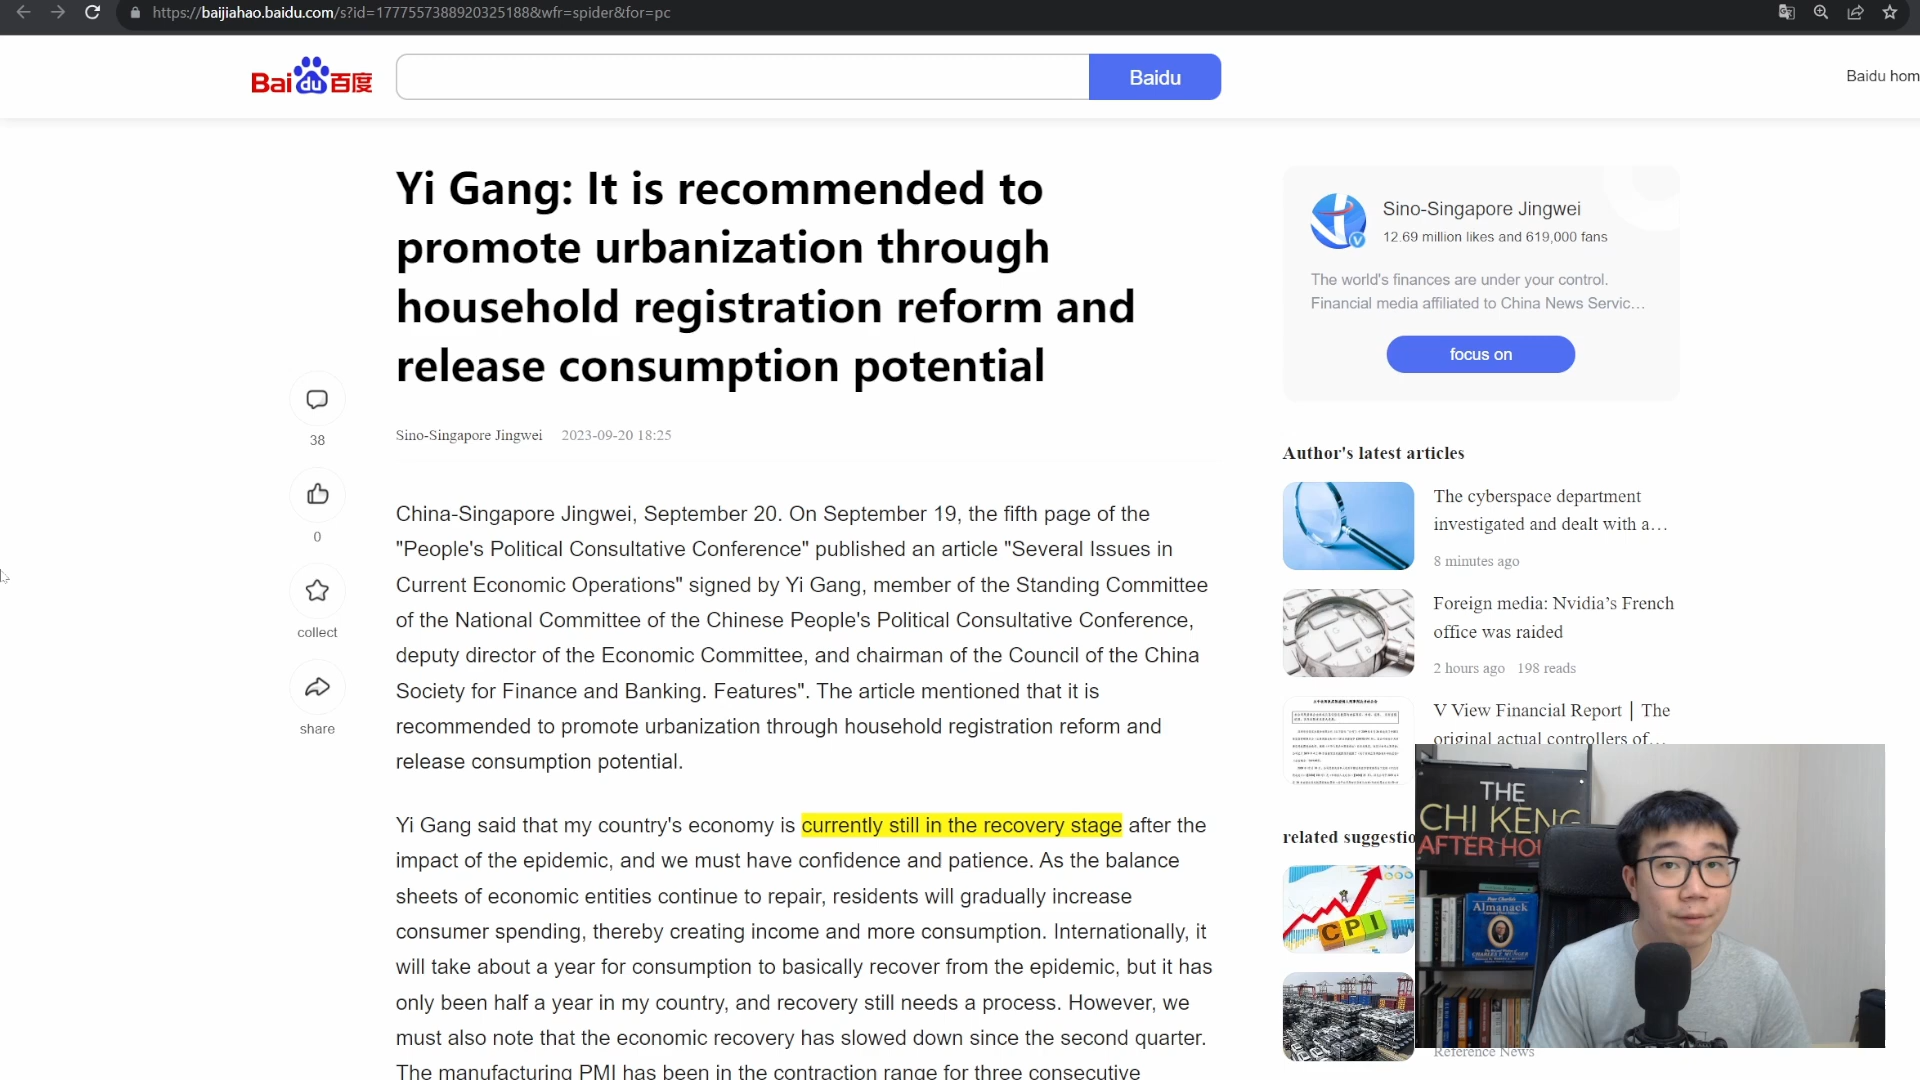 https://baijiahao.baidu.com/s?id=1777557388920325188&wfr=spider&for=pc
Bai du 百度
Baidu
Baidu hom
Yi Gang: It is recommended to
promote urbanization through
household registration reform and
release consumption potential
Sino-Singapore Jingwei 2023-09-20 18:25
38
0
collect
share
China-Singapore Jingwei, September 20. On September 19, the fifth page of the
"People's Political Consultative Conference" published an article "Several Issues in
Current Economic Operations" signed by Yi Gang, member of the Standing Committee
of the National Committee of the Chinese People's Political Consultative Conference,
deputy director of the Economic Committee, and chairman of the Council of the China
Society for Finance and Banking. Features". The article mentioned that it is
recommended to promote urbanization through household registration reform and
release consumption potential.
Yi Gang said that my country's economy is currently still in the recovery stage after the
impact of the epidemic, and we must have confidence and patience. As the balance
sheets of economic entities continue to repair, residents will gradually increase
consumer spending, thereby creating income and more consumption. Internationally, it
will take about a year for consumption to basically recover from the epidemic, but it has
only been half a year in my country, and recovery still needs a process. However, we
must also note that the economic recovery has slowed down since the second quarter.
The manufacturing PMI has been in the contraction range for three consecutive
Sino-Singapore Jingwei
12.69 million likes and 619,000 fans
The world's finances are under your control.
Financial media affiliated to China News Servic...
focus on
Author's latest articles
The cyberspace department
investigated and dealt with a...
8 minutes ago
Foreign media: Nvidia's French
office was raided
2 hours ago 198 reads
V View Financial Report | The
original actual controllers of...
related suggestio
CPI
Reference News
THE
CHI KENG
AFTER HOU
Almanack